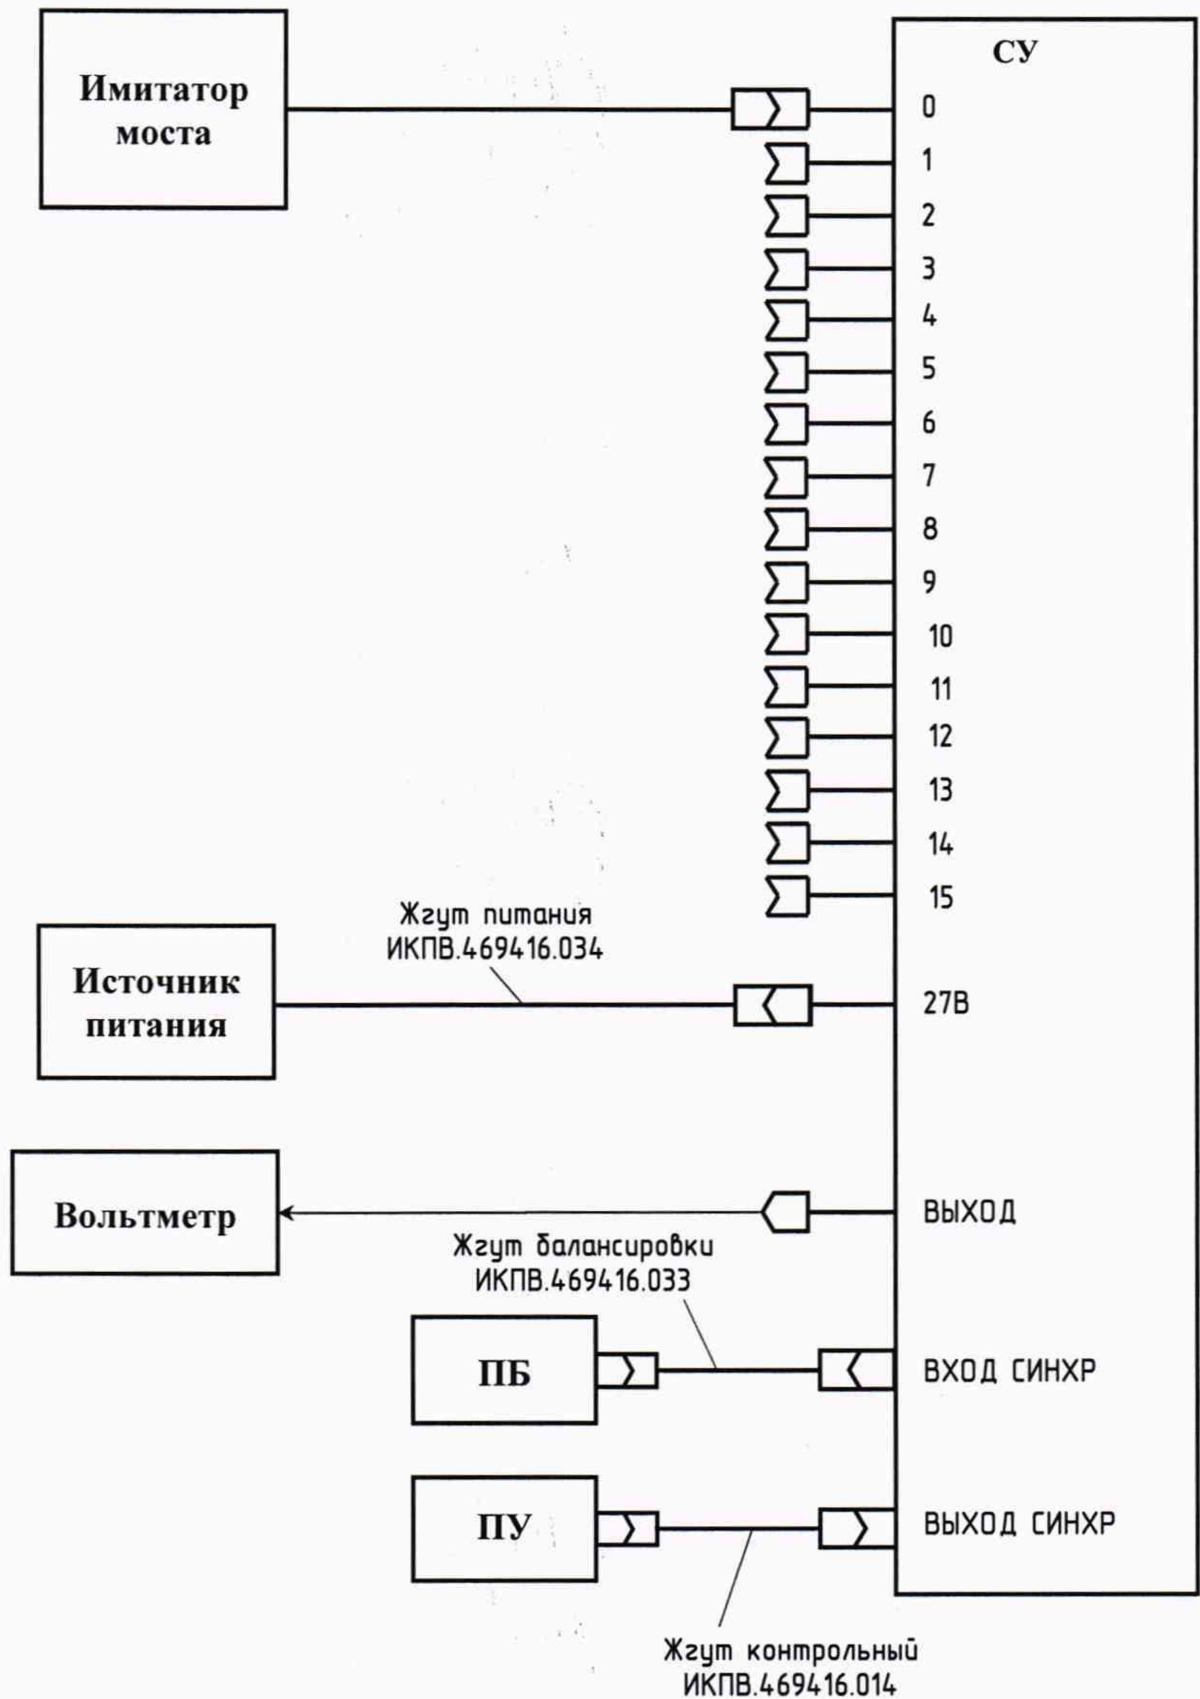 СУ
Имитатор
моста
0
1
2
3
4
5
6
7
8
9
10
11
12
13
14
15
Жгут питания
ИКПВ.469416.034
Источник
питания
27В
Вольтметр
ВЫХОД
Жгут балансировки
ИКПВ.469416.033
ПБ
ВХОД СИНХР
ПУ
ВЫХОД СИНХР
Жгут контрольный
ИКПВ.469416.014